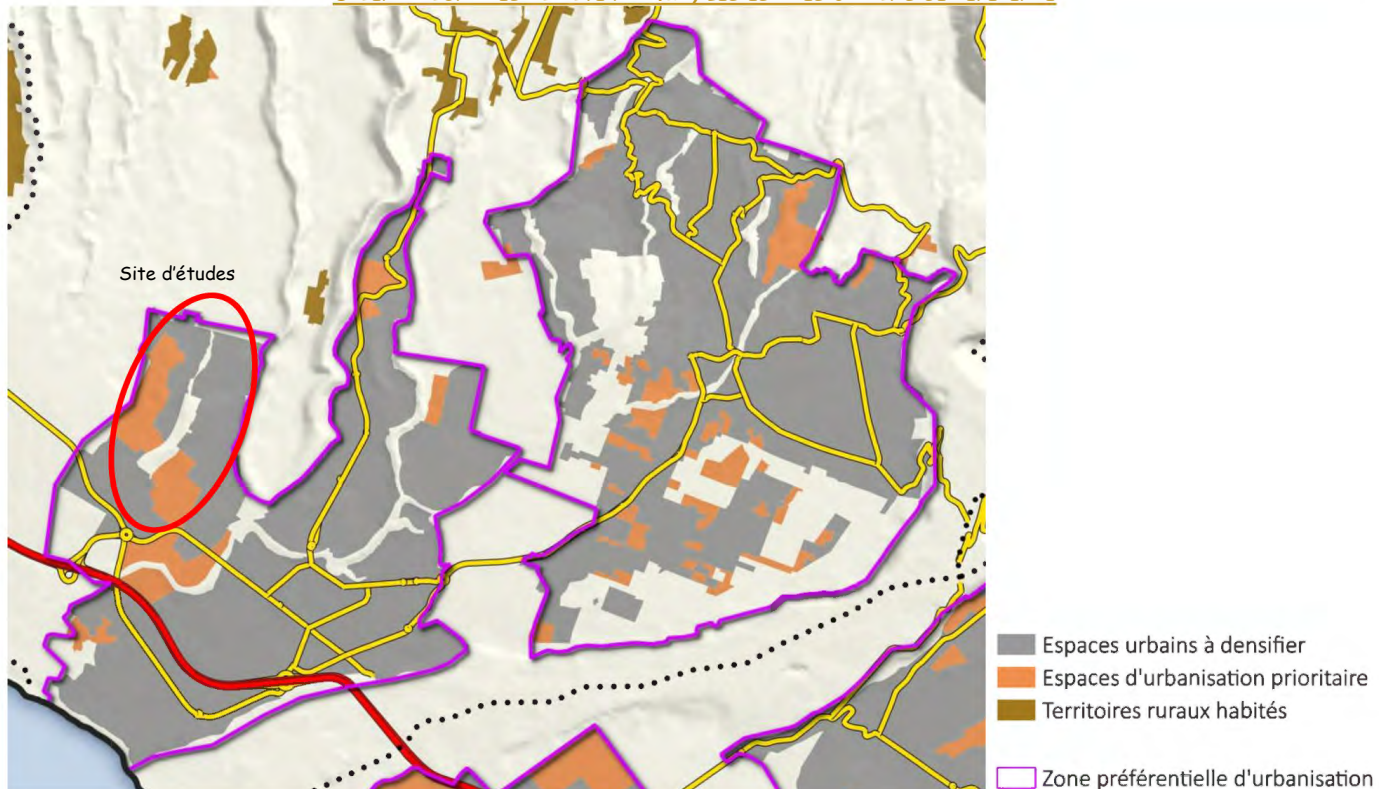 Site d'études
Espaces urbains à densifier
Espaces d'urbanisation prioritaire
Territoires ruraux habités
Zone préférentielle d'urbanisation